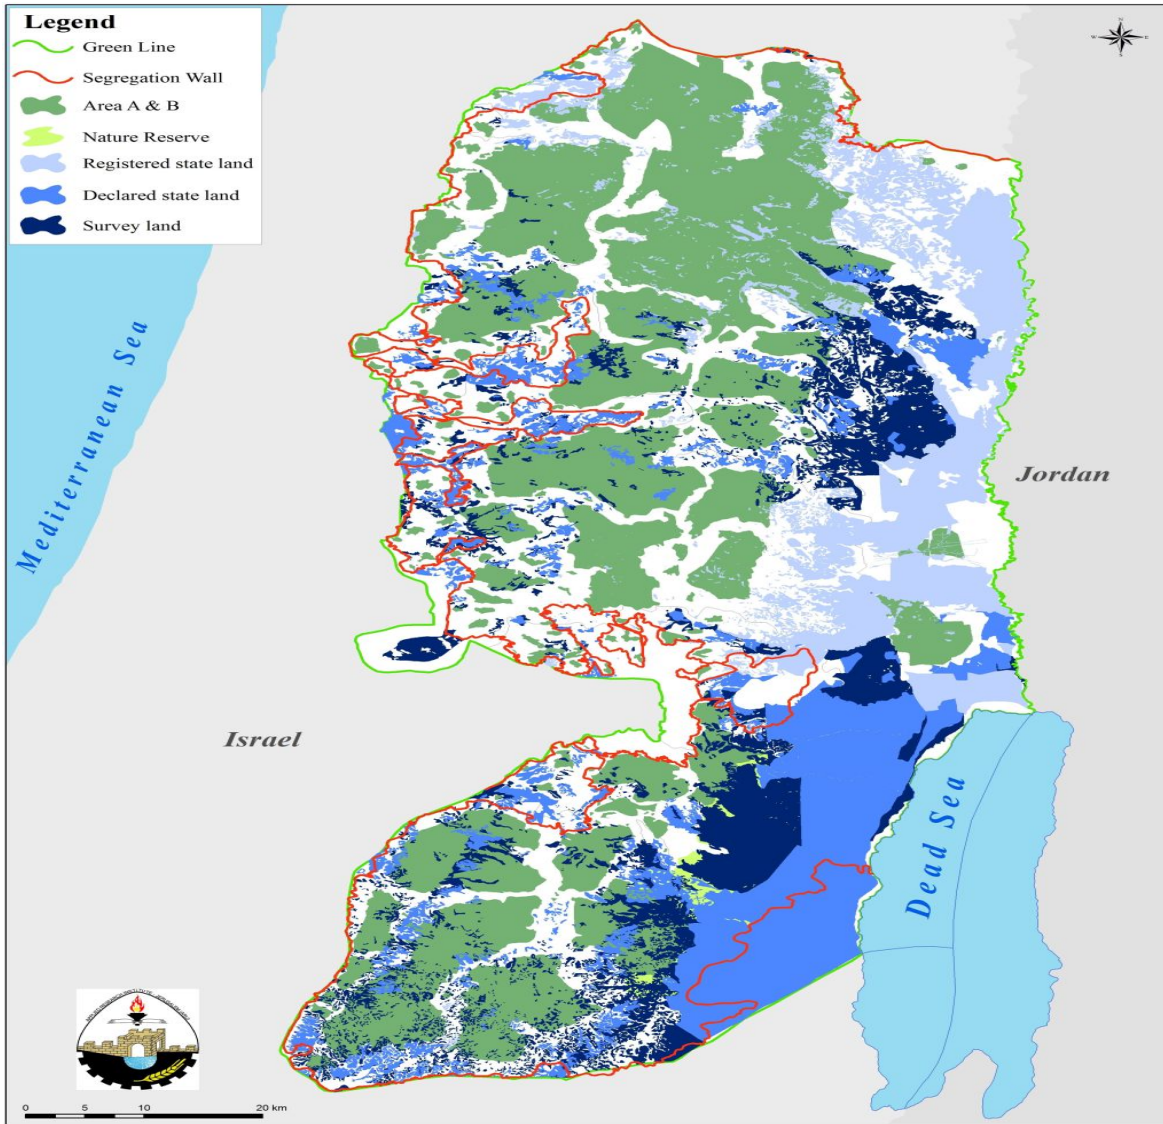 Legend
Green Line
Segregation Wall
Area A & B
Nature Reserve
Registered state land
Declared state land
Survey land
N
W E
S
Mediterranean Sea
Jordan
Israel
Dead Sea
0 5 10 20 km